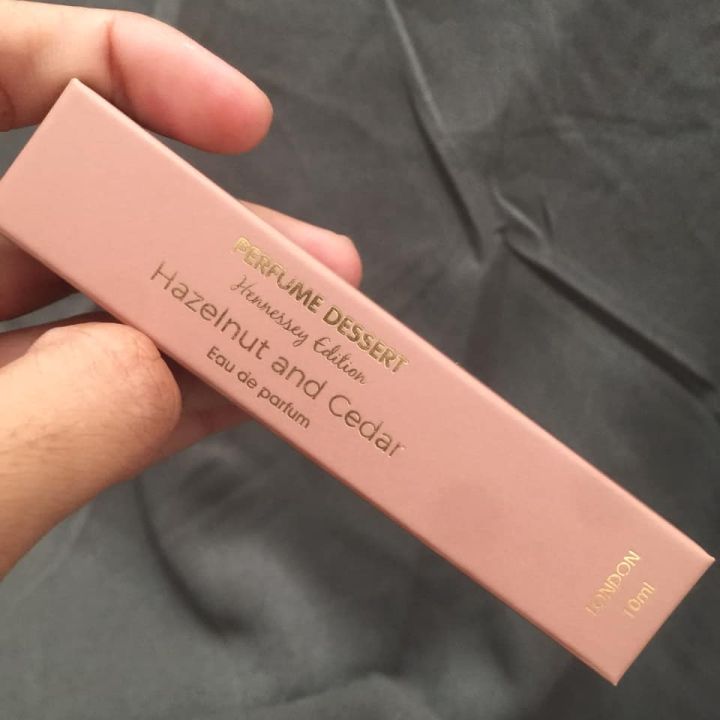 PERFUME DESSERT
Hennessey Edition
Hazelnut and Cedar
Eau de parfum
LONDON
10ml